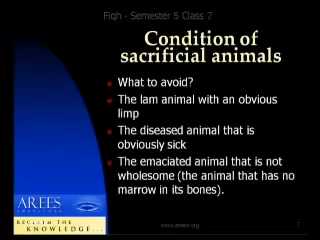 Fiqh - Semester 5 Class 7
Condition of
sacrificial animals
What to avoid?
The lam animal with an obvious
limp
The diseased animal that is
obviously sick
The emaciated animal that is not
wholesome (the animal that has no
marrow in its bones).
AREES
RECLAIM THE
KNOWLEDGE...
www.arees.org